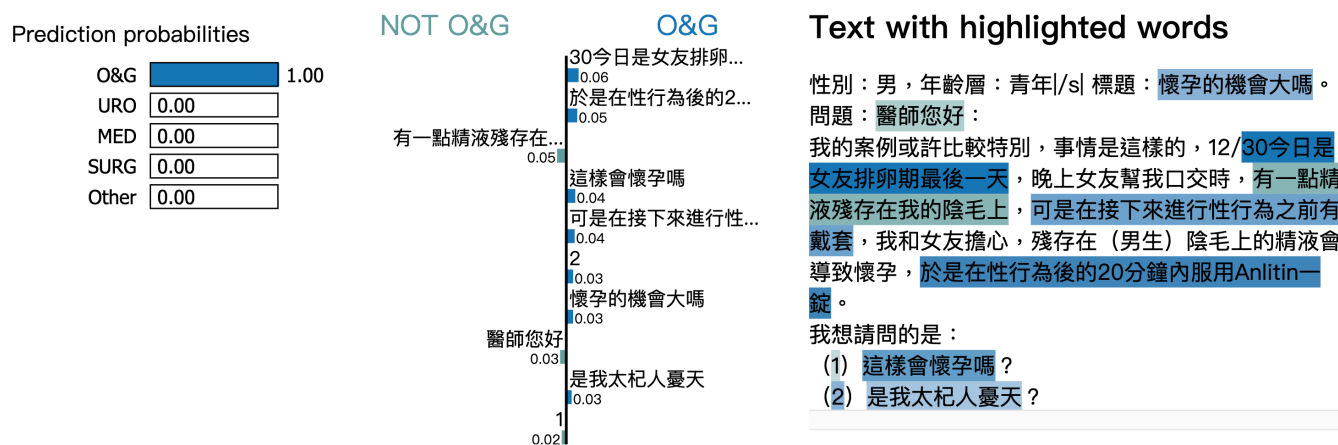 Prediction probabilities
O&G 1.00
URO 0.00
MED 0.00
SURG 0.00
Other 0.00
NOT O&G
O&G
30今日是女友排卵...
0.06
於是在性行為後的2...
0.05
有一點精液殘存在...
0.05
這樣會懷孕嗎
0.04
可是在接下來進行性...
0.04
2
0.03
懷孕的機會大嗎
0.03
醫師您好
0.03
是我太杞人憂天
0.03
1
0.02
Text with highlighted words
性別：男，年齡層：青年|/s| 標題：懷孕的機會大嗎。
問題：醫師您好：
我的案例或許比較特別，事情是這樣的，12/30今日是
女友排卵期最後一天，晚上女友幫我口交時，有一點精
液殘存在我的陰毛上，可是在接下來進行性行為之前有
戴套，我和女友擔心，殘存在（男生）陰毛上的精液會
導致懷孕，於是在性行為後的20分鐘內服用Anlitin一
錠。
我想請問的是：
（1）這樣會懷孕嗎？
（2）是我太杞人憂天？